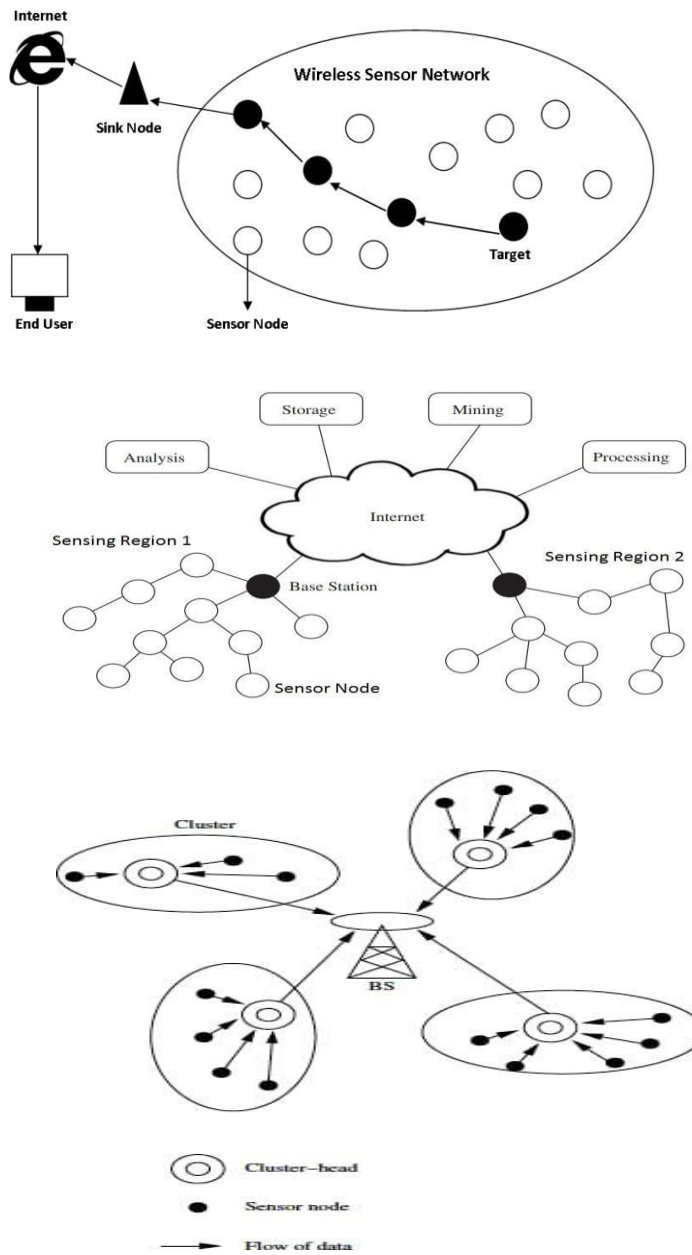 Internet
Wireless Sensor Network
Sink Node
Target
End User
Sensor Node
Storage
Mining
Analysis
Processing
Internet
Sensing Region 1
Sensing Region 2
Base Station
Sensor Node
Cluster
BS
Cluster-head
Sensor node
Flow of data